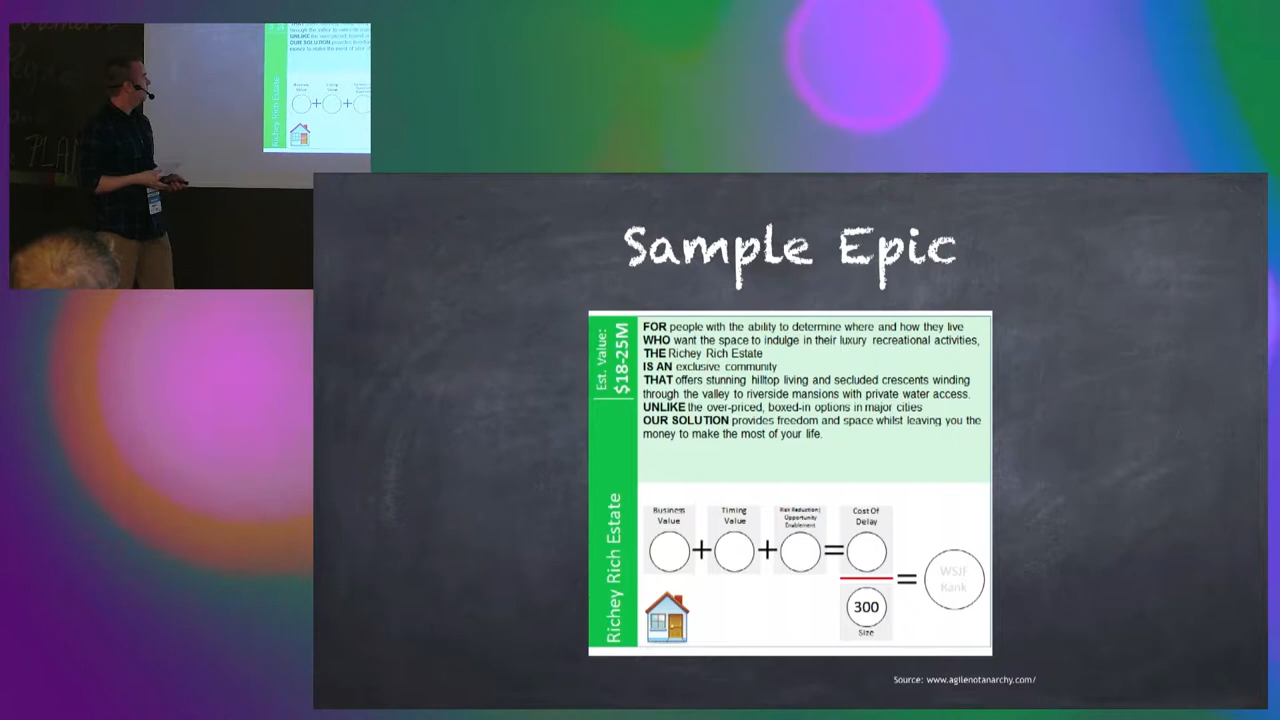 PLAN
Richey Rich Estate
Sample Epic
Est. Value:
$18-25M
Richey Rich Estate
FOR people with the ability to determine where and how they live
WHO want the space to indulge in their luxury recreational activities,
THE Richey Rich Estate
IS AN exclusive community
THAT offers stunning hilltop living and secluded crescents winding
through the valley to riverside mansions with private water access.
UNLIKE the over-priced, boxed-in options in major cities
OUR SOLUTION provides freedom and space whilst leaving you the
money to make the most of your life.
Business
Value
Timing
Value
Risk Reduction|
Opportunity
Enablement
Cost Of
Delay
+ + =
300
Size
=
WSJF
Rank
Source: www.agilenotanarchy.com/